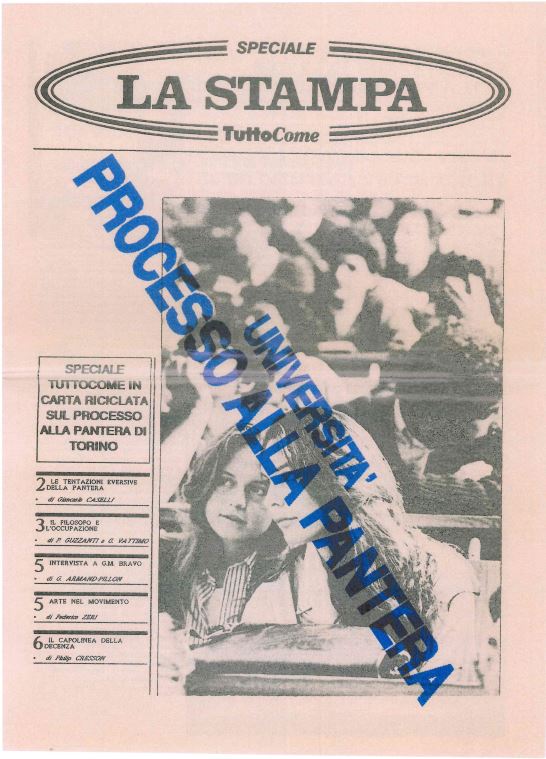 SPECIALE
LA STAMPA
TuttoCome
UNIVERSITA'
PROCESSO ALLA PANTERA
SPECIALE
TUTTOCOME IN
CARTA RICICLATA
SUL PROCESSO
ALLA PANTERA DI
TORINO
2 LE TENTAZIONI EVERSIVE
DELLA PANTERA
- di Giancarlo CASELLI
3 IL FILOSOFO E
L'OCCUPAZIONE
- di P. GUZZANTI e G. VATTIMO
5 INTERVISTA A G.M. BRAVO
- di G. ARMAND-PILLON
5 ARTE NEL MOVIMENTO
- di Federico ZERI
6 IL CAPOLINEA DELLA
DECENZA
- di Philip CRESSON